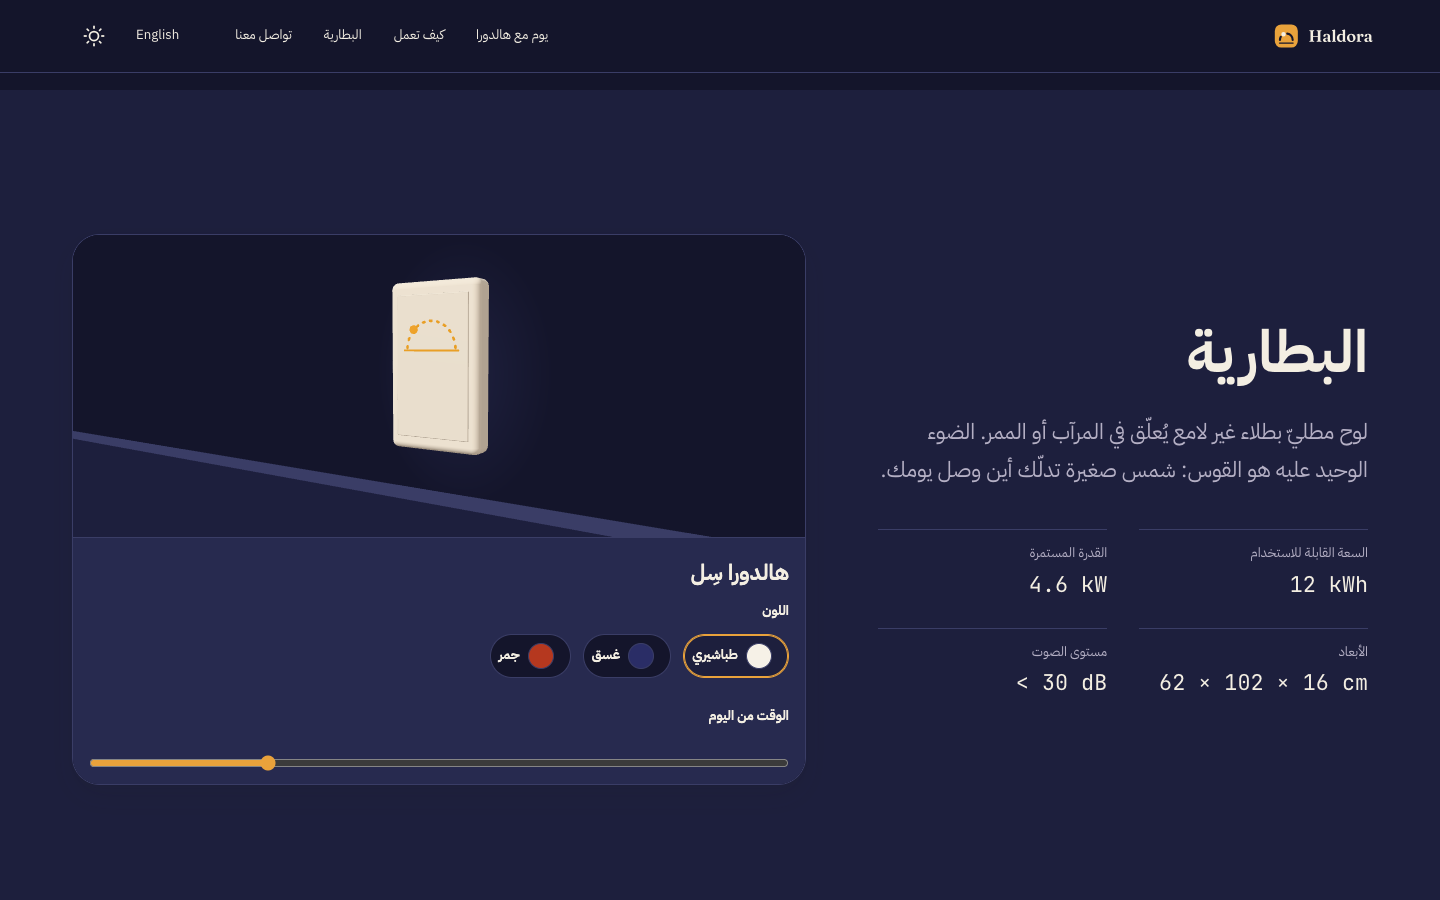 Haldora
يوم مع هالدورا
كيف تعمل
البطارية
تواصل معنا
English
البطارية
لوح مطليّ بطلاء غير لامع يُعلّق في المرآب أو الممر. الضوء
الوحيد عليه هو القوس: شمس صغيرة تدلّك أين وصل يومك.
السعة القابلة للاستخدام
12 kWh
القدرة المستمرة
4.6 kW
الأبعاد
62 × 102 × 16 cm
مستوى الصوت
< 30 dB
هالدورا سِل
اللون
طباشيري
غسق
جمر
الوقت من اليوم